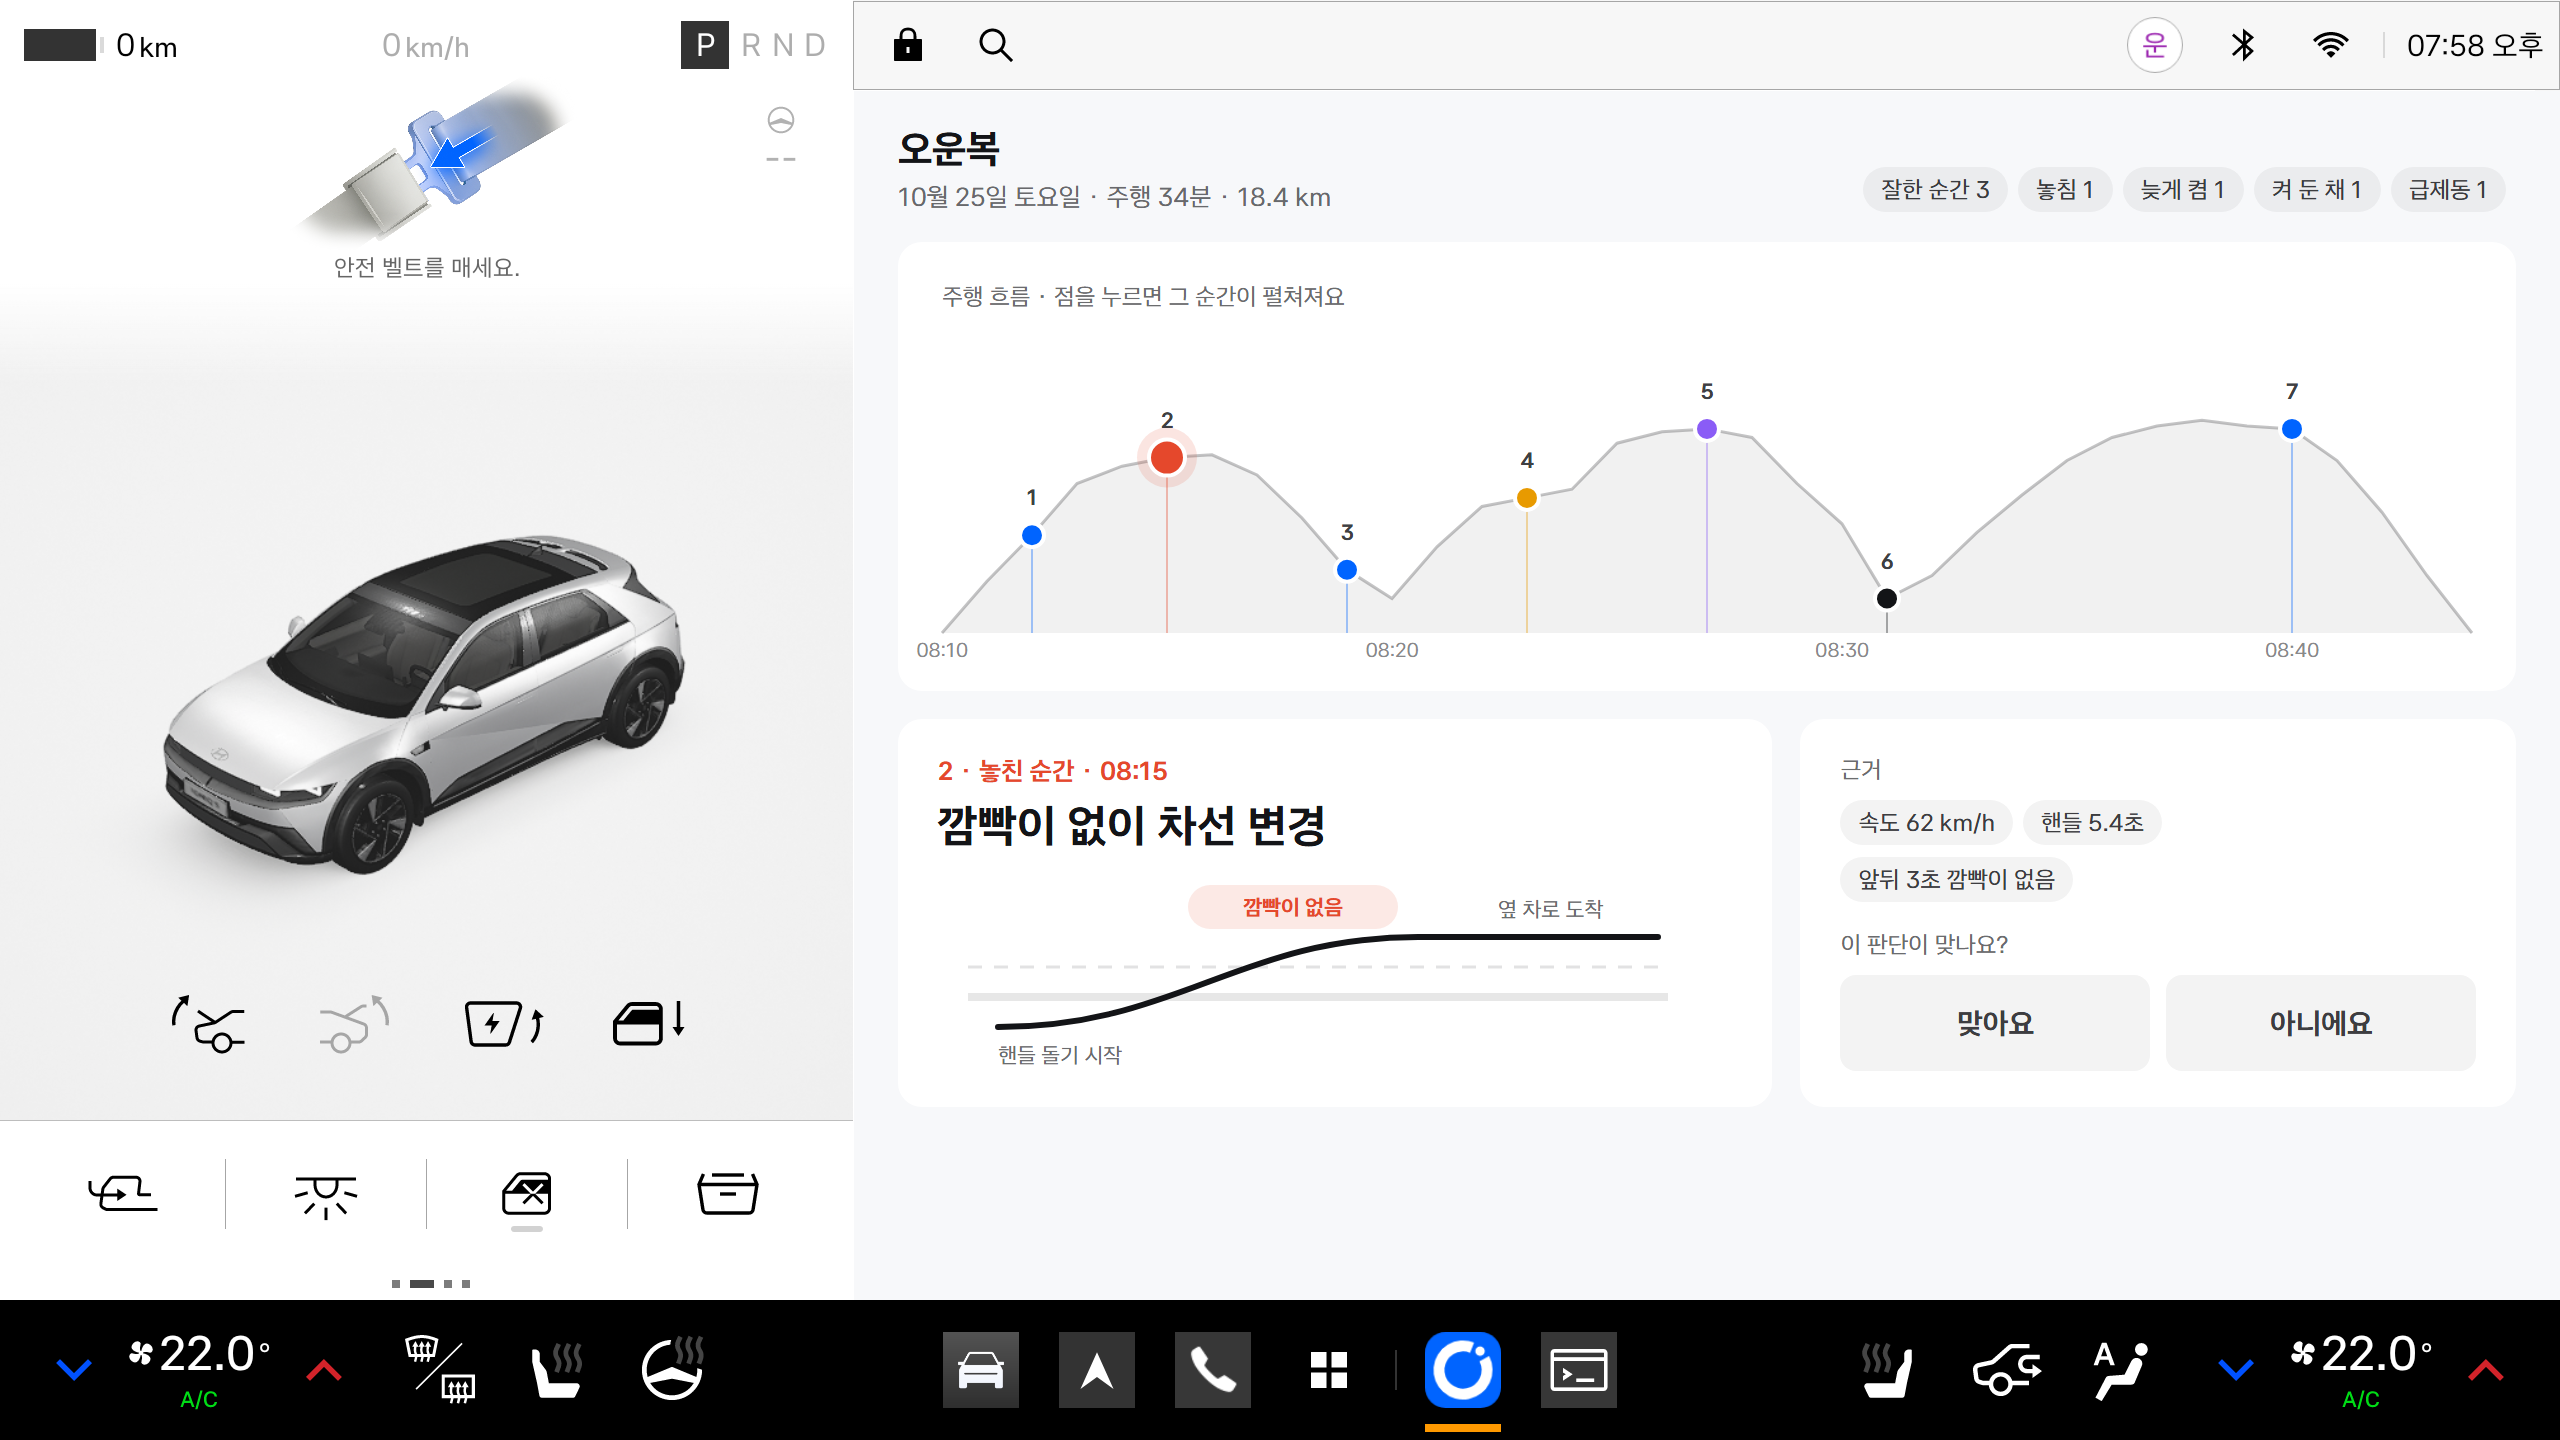 0 km
0 km/h
P R N D
운
07:58 오후
안전 벨트를 매세요.
오운복
10월 25일 토요일 · 주행 34분 · 18.4 km
잘한 순간 3
놓침 1
늦게 켬 1
켜 둔 채 1
급제동 1
주행 흐름 · 점을 누르면 그 순간이 펼쳐져요
1
2
3
4
5
6
7
08:10
08:20
08:30
08:40
2 · 놓친 순간 · 08:15
깜빡이 없이 차선 변경
깜빡이 없음
옆 차로 도착
핸들 돌기 시작
근거
속도 62 km/h
핸들 5.4초
앞뒤 3초 깜빡이 없음
이 판단이 맞나요?
맞아요
아니에요
22.0°
A/C
A
22.0°
A/C